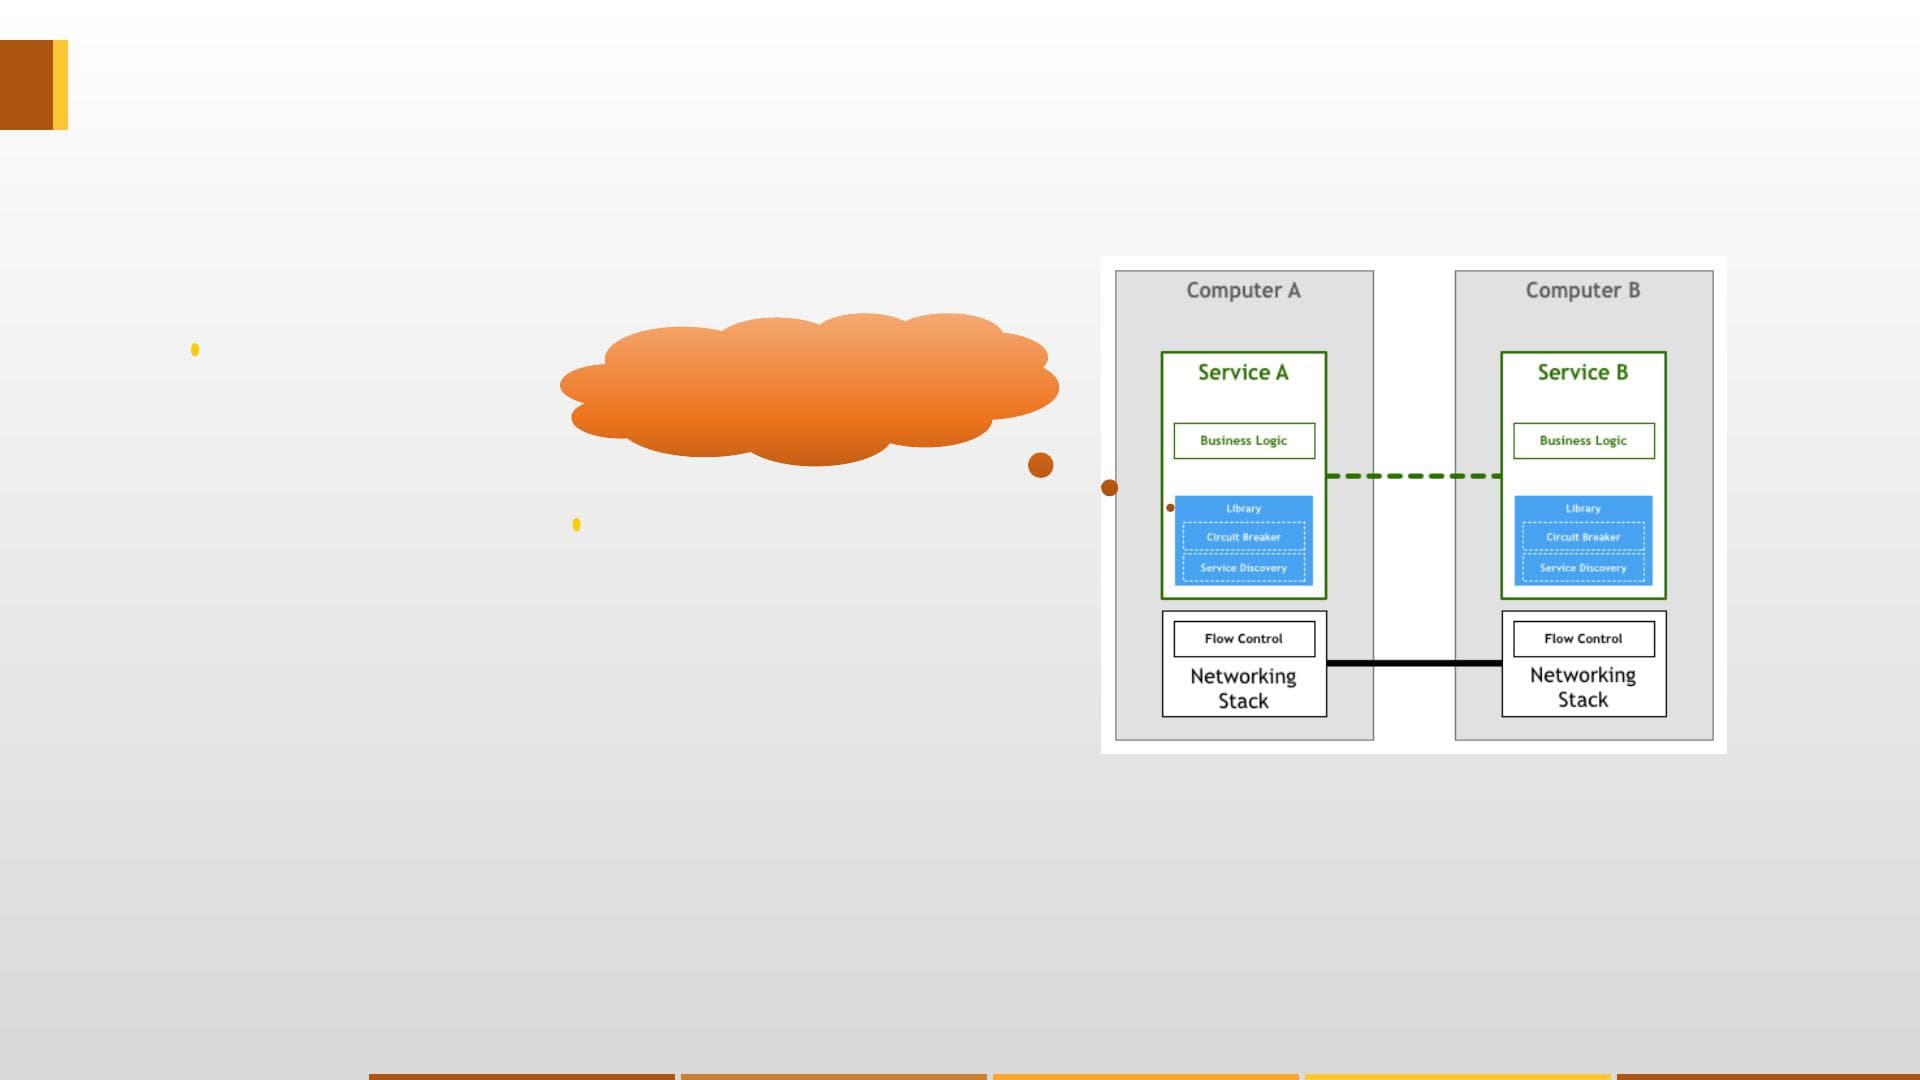 Computer A
Computer B
Service A
Service B
Business Logic
Business Logic
Library
Library
Circuit Breaker
Circuit Breaker
Service Discovery
Service Discovery
Flow Control
Flow Control
Networking
Stack
Networking
Stack